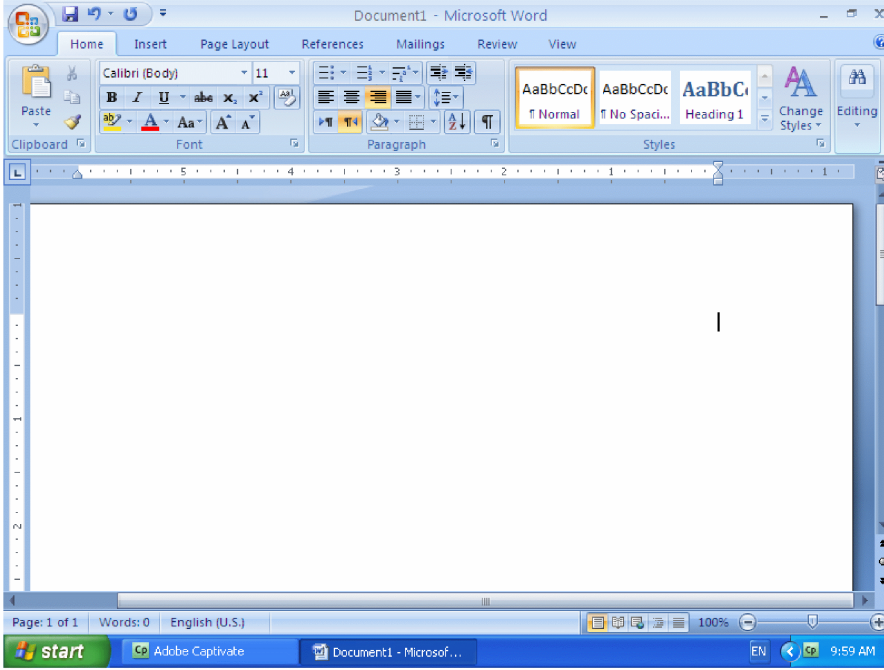 Document1 - Microsoft Word
Home Insert Page Layout References Mailings Review View
Calibri (Body) 11
AaBbCcDc AaBbCcDc AaBbC
Paste
¶ Normal ¶ No Spaci... Heading 1
Change Styles
Editing
Clipboard Font Paragraph Styles
5 4 3 2 1 1
1
2
Page: 1 of 1 Words: 0 English (U.S.) 100%
start Adobe Captivate Document1 - Microsof... EN 9:59 AM